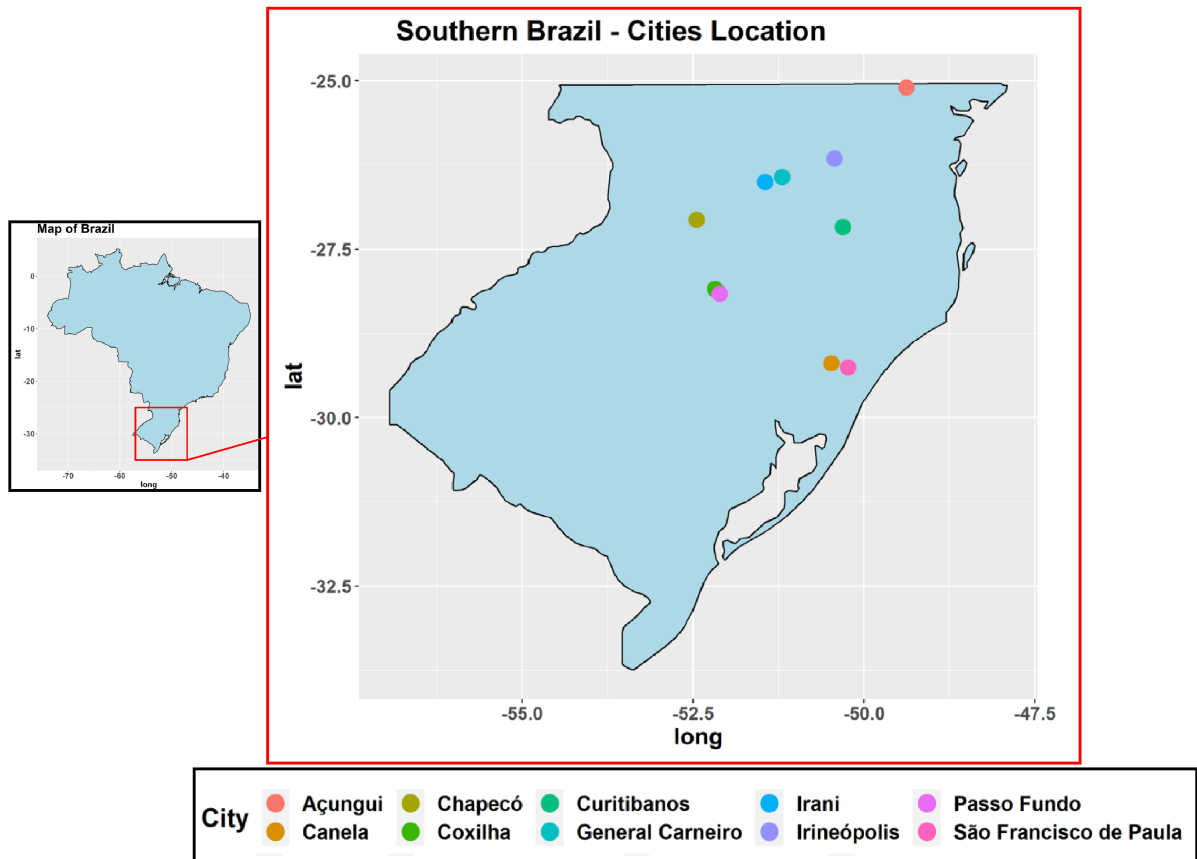 Southern Brazil - Cities Location
-25.0
-27.5
-30.0
-32.5
lat
-55.0 -52.5 -50.0 -47.5
long
Map of Brazil
0
-10
-20
-30
lat
-70 -60 -50 -40
long
City
Açungui Chapecó Curitibanos Irani Passo Fundo
Canela Coxilha General Carneiro Irineópolis São Francisco de Paula